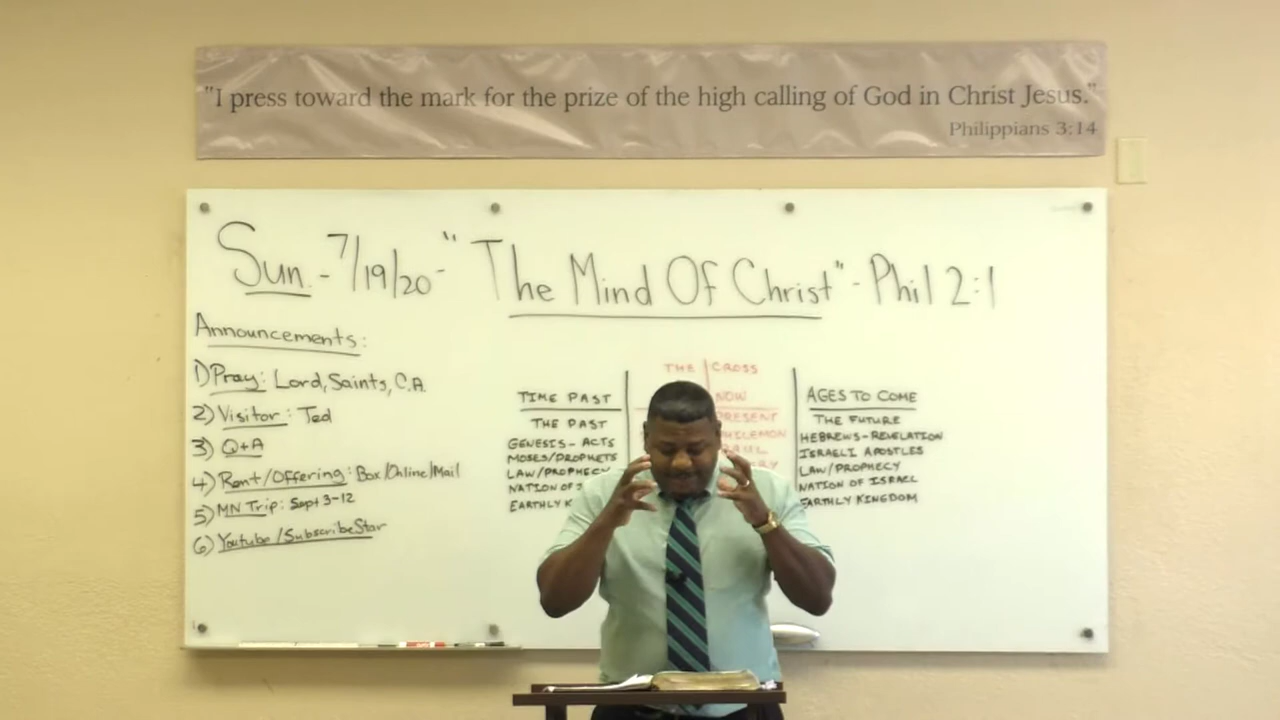 "I press toward the mark for the prize of the high calling of God in Christ Jesus."
Philippians 3:14
Sun. - 7/19/20 - "The Mind Of Christ" - Phil 2:1
Announcements:
1) Pray: Lord, Saints, C.A.
2) Visitor: Ted
3) Q+A
4) Rent/Offering: Box/Online/Mail
5) MN Trip: Sept 3-12
6) Youtube/SubscribeStar
TIME PAST
THE PAST
GENESIS - ACTS
MOSES/PROPHETS
LAW/PROPHECY
NATION OF
EARTHLY
THE CROSS
NOW
PRESENT
PHILEMON
AGES TO COME
THE FUTURE
HEBREWS - REVELATION
ISRAEL'S APOSTLES
LAW/PROPHECY
NATION OF ISRAEL
EARTHLY KINGDOM